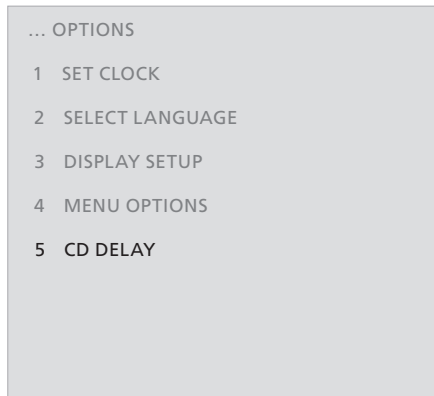 ... OPTIONS
1 SET CLOCK
2 SELECT LANGUAGE
3 DISPLAY SETUP
4 MENU OPTIONS
5 CD DELAY